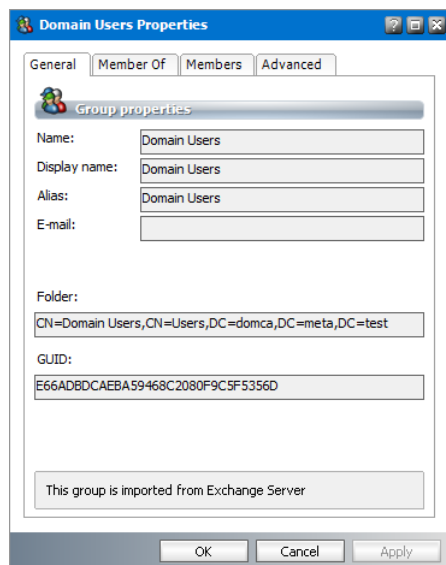 Domain Users Properties
General Member Of Members Advanced
Group properties
Name: Domain Users
Display name: Domain Users
Alias: Domain Users
E-mail:
Folder:
CN=Domain Users,CN=Users,DC=domca,DC=meta,DC=test
GUID:
E66ADBDCAEBA59468C2080F9C5F5356D
This group is imported from Exchange Server
OK Cancel Apply